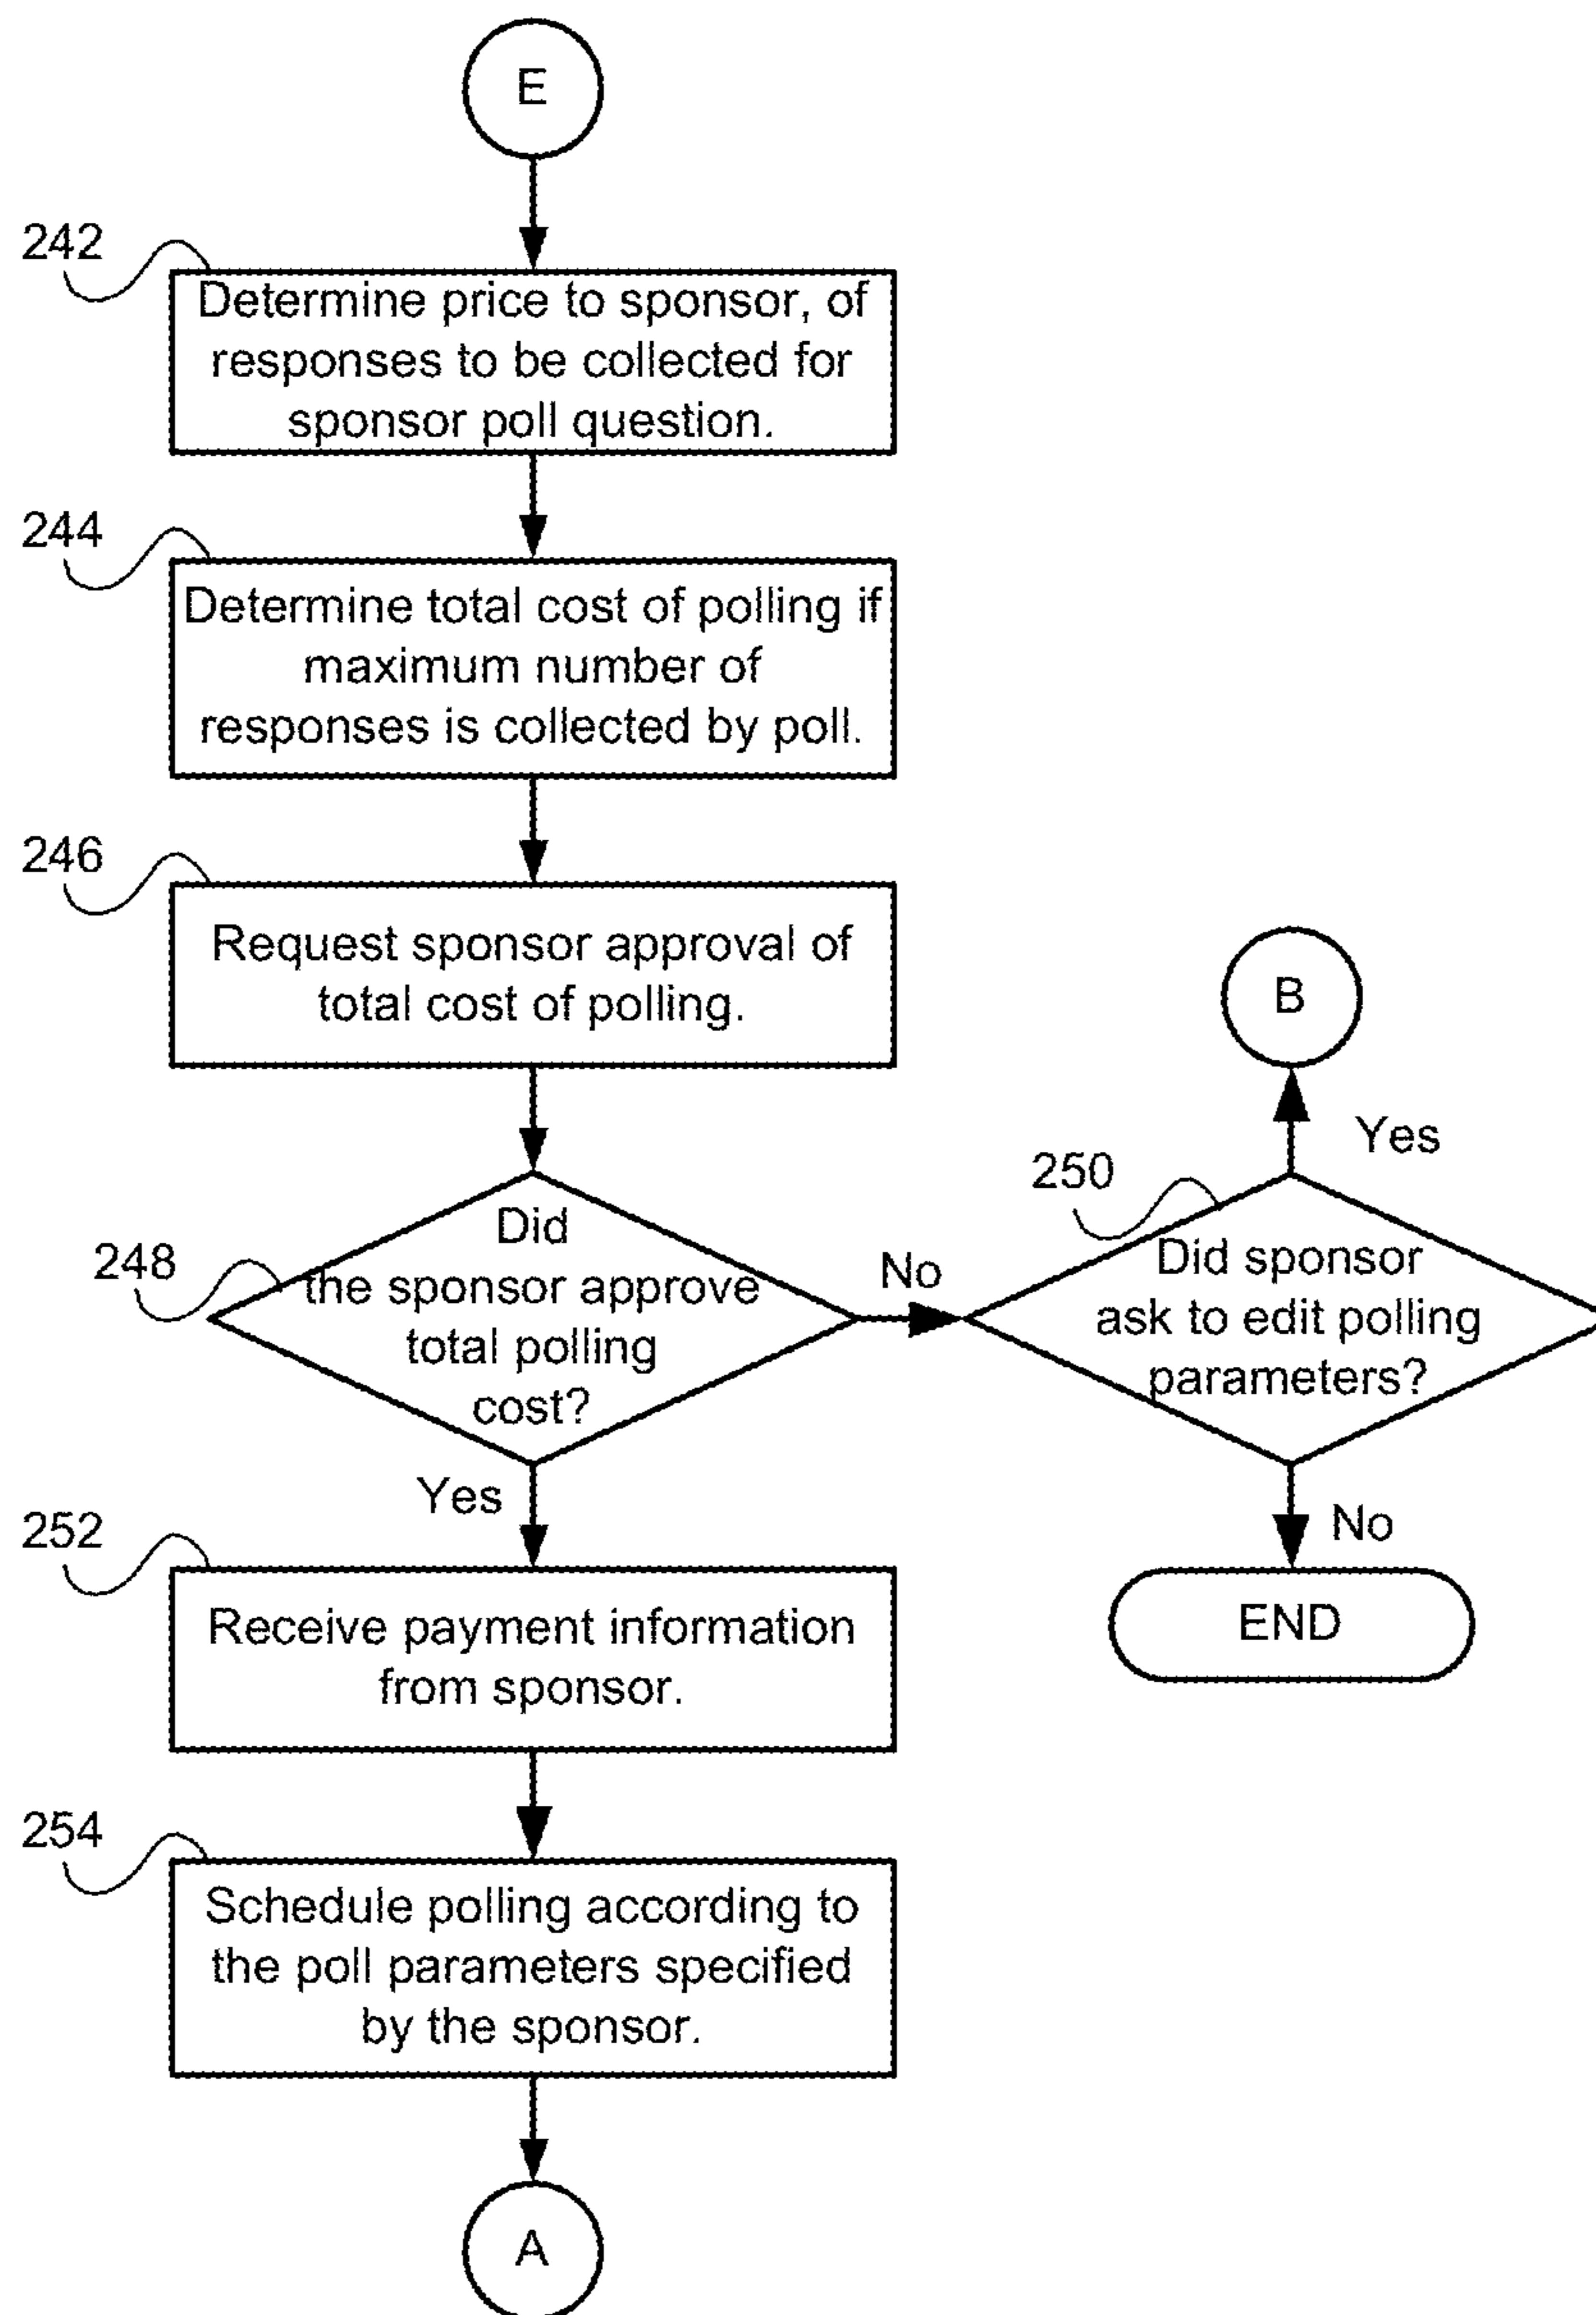 E
242
Determine price to sponsor, of
responses to be collected for
sponsor poll question.
244
Determine total cost of polling if
maximum number of
responses is collected by poll.
246
Request sponsor approval of
total cost of polling.
248
Did
the sponsor approve
total polling
cost?
No
250
Did sponsor
ask to edit polling
parameters?
Yes
B
No
END
Yes
252
Receive payment information
from sponsor.
254
Schedule polling according to
the poll parameters specified
by the sponsor.
A